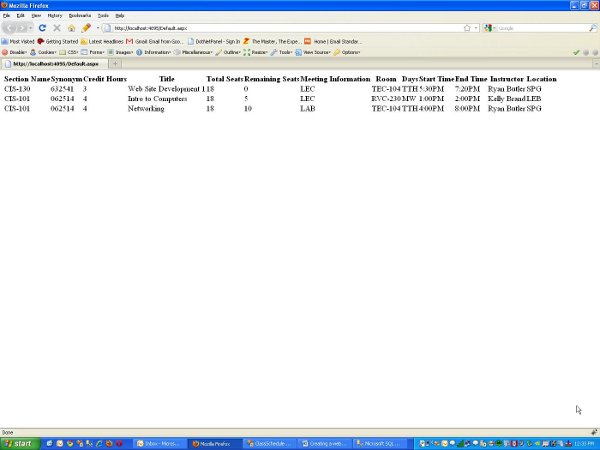 Mozilla Firefox
File Edit View History Bookmarks Tools Help
http://localhost:4095/Default.aspx
Google
Most Visited Getting Started Latest Headlines Gmail: Email from Goo... DotNetPanel - Sign In The Master, The Expe... Home | Email Standar...
Disable Cookies CSS Forms Images Information Miscellaneous Outline Resize Tools View Source Options
http://localhost:4095/Default.aspx
Section Name Synonym Credit Hours Title Total Seats Remaining Seats Meeting Information Room Days Start Time End Time Instructor Location
CIS-130 632541 3 Web Site Development 1 18 0 LEC TEC-104 TTH 5:30PM 7:20PM Ryan Butler SPG
CIS-101 062514 4 Intro to Computers 18 5 LEC RVC-230 MW 1:00PM 2:00PM Kelly Brand LEB
CIS-101 062514 4 Networking 18 10 LAB TEC-104 TTH 4:00PM 8:00PM Ryan Butler SPG
Done
start Inbox - Micros... Mozilla Firefox ClassSchedule ... Creating a web... Microsoft SQL... 12:33 PM